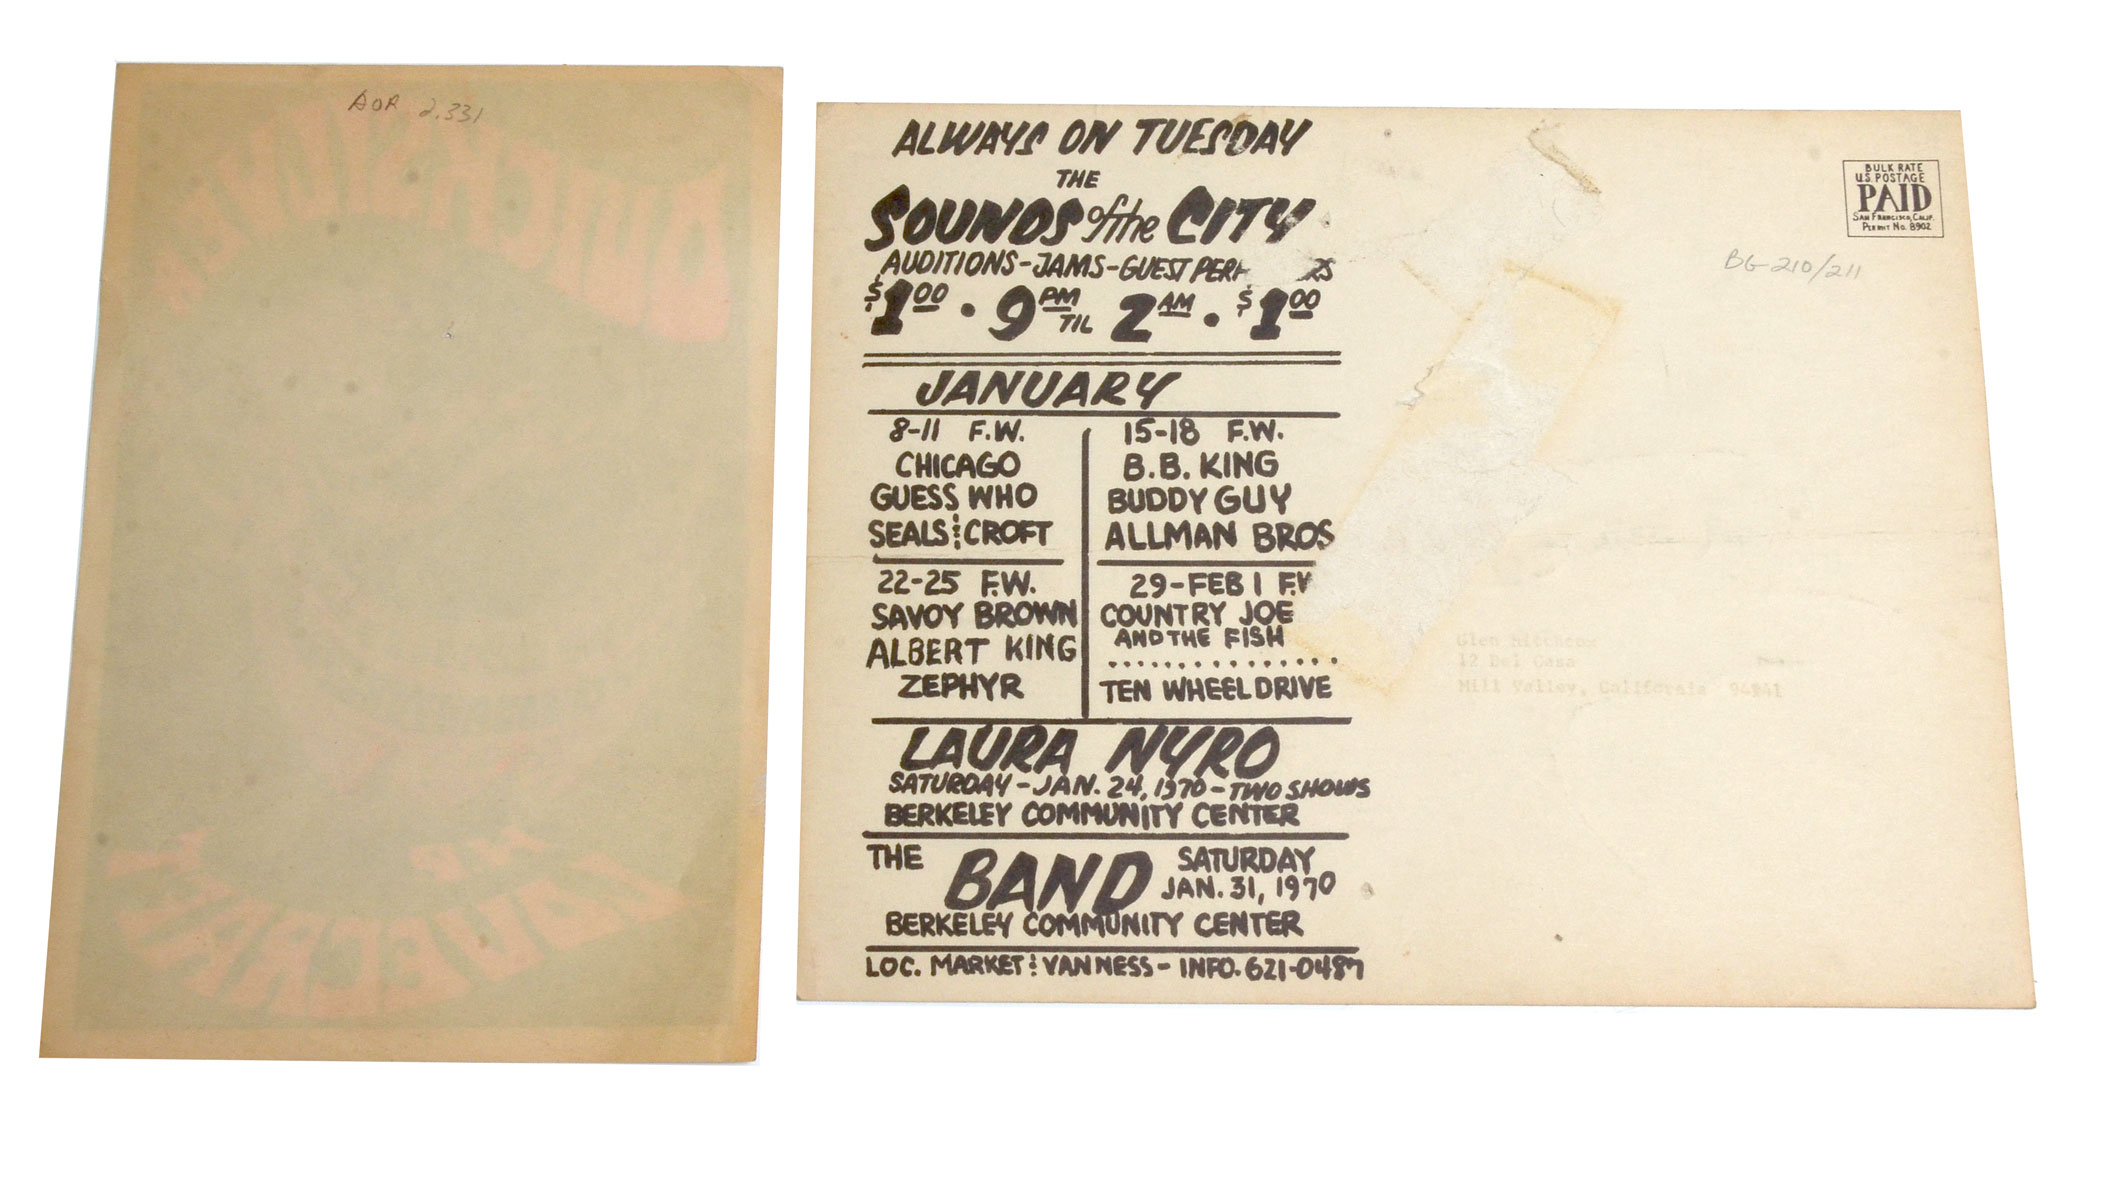 AOR 2.331
QUICKSILVER
ALWAYS ON TUESDAY
THE
SOUNDS of the CITY
AUDITIONS-JAMS-GUEST
$1.00 • 9 PM TIL 2 AM • $1.00
JANUARY
8-11 F.W.
CHICAGO
GUESS WHO
SEALS & CROFT
15-18 F.W.
B.B. KING
BUDDY GUY
ALLMAN BROS
22-25 F.W.
SAVOY BROWN
ALBERT KING
ZEPHYR
29-FEB 1 F.W
COUNTRY JOE
AND THE FISH
TEN WHEEL DRIVE
LAURA NYRO
SATURDAY-JAN. 24, 1970-TWO SHOWS
BERKELEY COMMUNITY CENTER
THE BAND SATURDAY
JAN. 31, 1970
BERKELEY COMMUNITY CENTER
LOC. MARKET & VAN NESS - INFO. 621-0487
BULK RATE
U.S. POSTAGE
PAID
SAN FRANCISCO, CALIF.
PERMIT No. 8902
BG-210/211
Glen
12 Del Casa
Mill Valley, California 94941